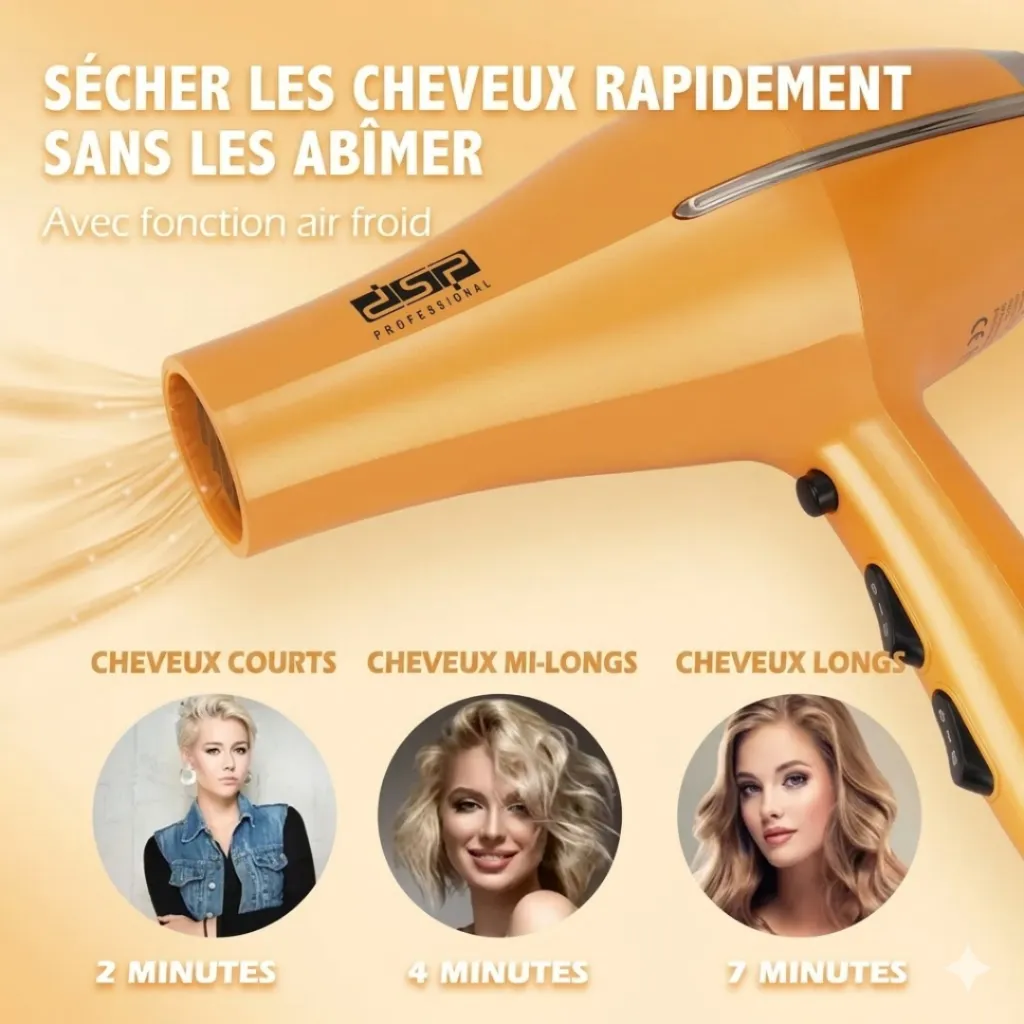 SÉCHER LES CHEVEUX RAPIDEMENT
SANS LES ABÎMER
Avec fonction air froid
dsp
PROFESSIONAL
CE
CHEVEUX COURTS
CHEVEUX MI-LONGS
CHEVEUX LONGS
2 MINUTES
4 MINUTES
7 MINUTES